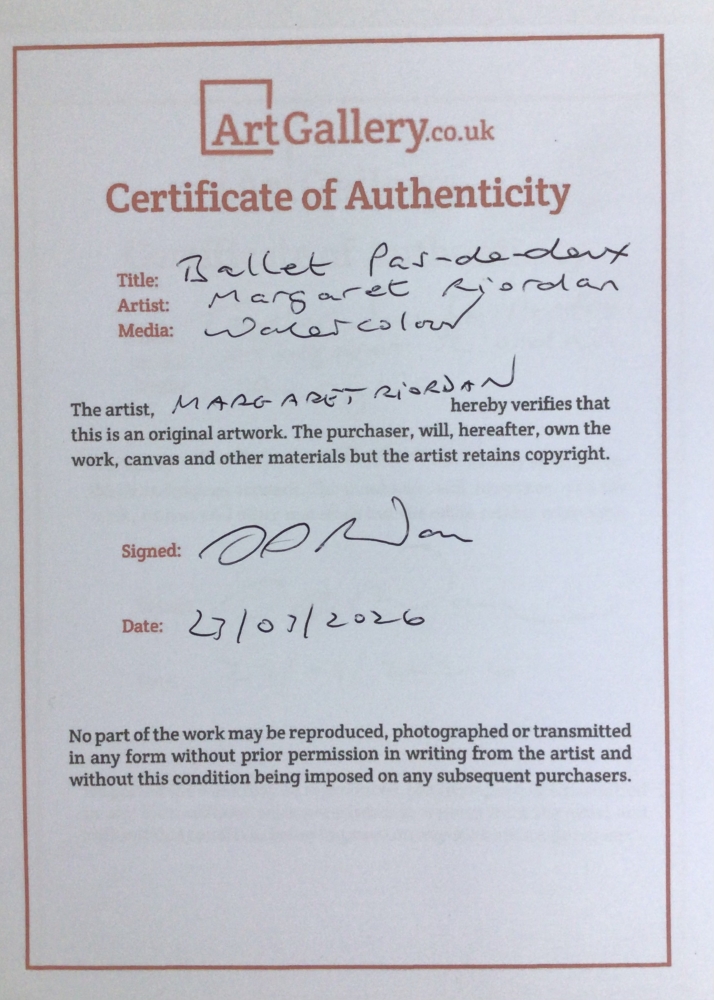 ArtGallery.co.uk
Certificate of Authenticity
Title: Ballet Pas-de-deux
Artist: Margaret Riordan
Media: Watercolour
The artist, MARGARET RIORDAN hereby verifies that
this is an original artwork. The purchaser, will, hereafter, own the
work, canvas and other materials but the artist retains copyright.
Signed:
Date: 23/03/2026
No part of the work may be reproduced, photographed or transmitted
in any form without prior permission in writing from the artist and
without this condition being imposed on any subsequent purchasers.